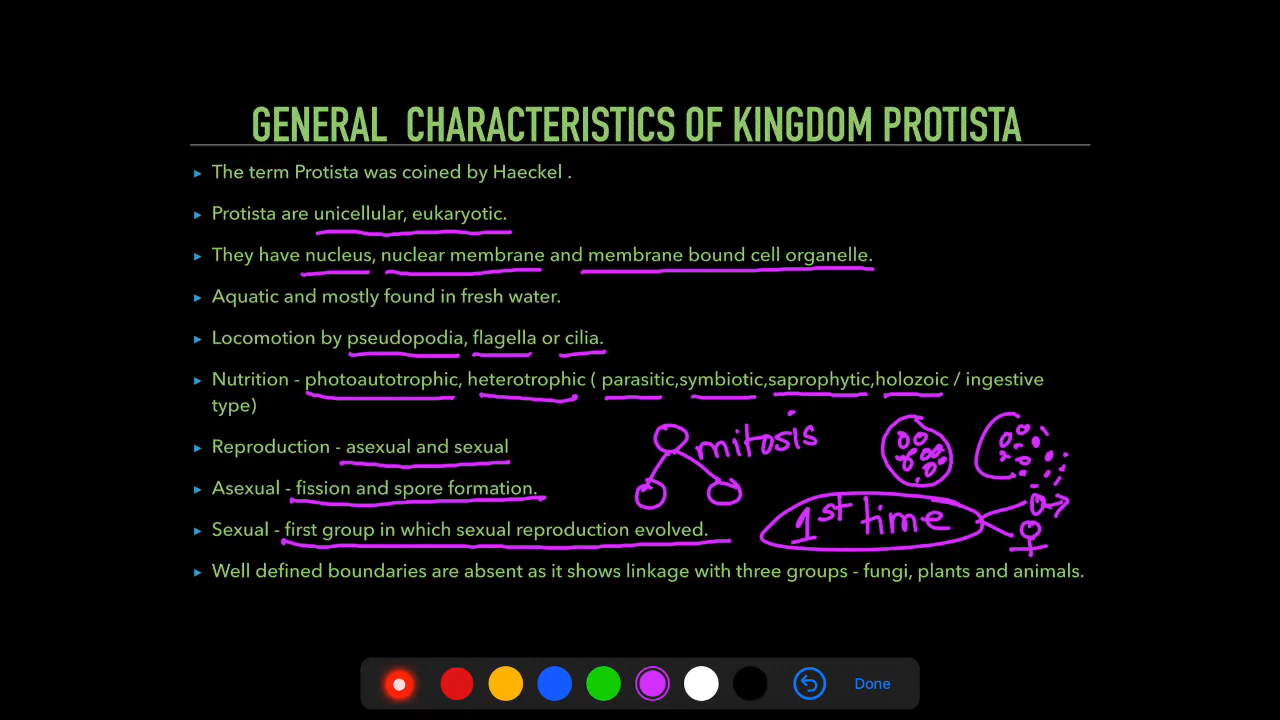 GENERAL CHARACTERISTICS OF KINGDOM PROTISTA
The term Protista was coined by Haeckel .
Protista are unicellular, eukaryotic.
They have nucleus, nuclear membrane and membrane bound cell organelle.
Aquatic and mostly found in fresh water.
Locomotion by pseudopodia, flagella or cilia.
Nutrition - photoautotrophic, heterotrophic ( parasitic,symbiotic,saprophytic,holozoic / ingestive
type)
Reproduction - asexual and sexual
mitosis
Asexual - fission and spore formation.
Sexual - first group in which sexual reproduction evolved.
1st time
Well defined boundaries are absent as it shows linkage with three groups - fungi, plants and animals.
Done